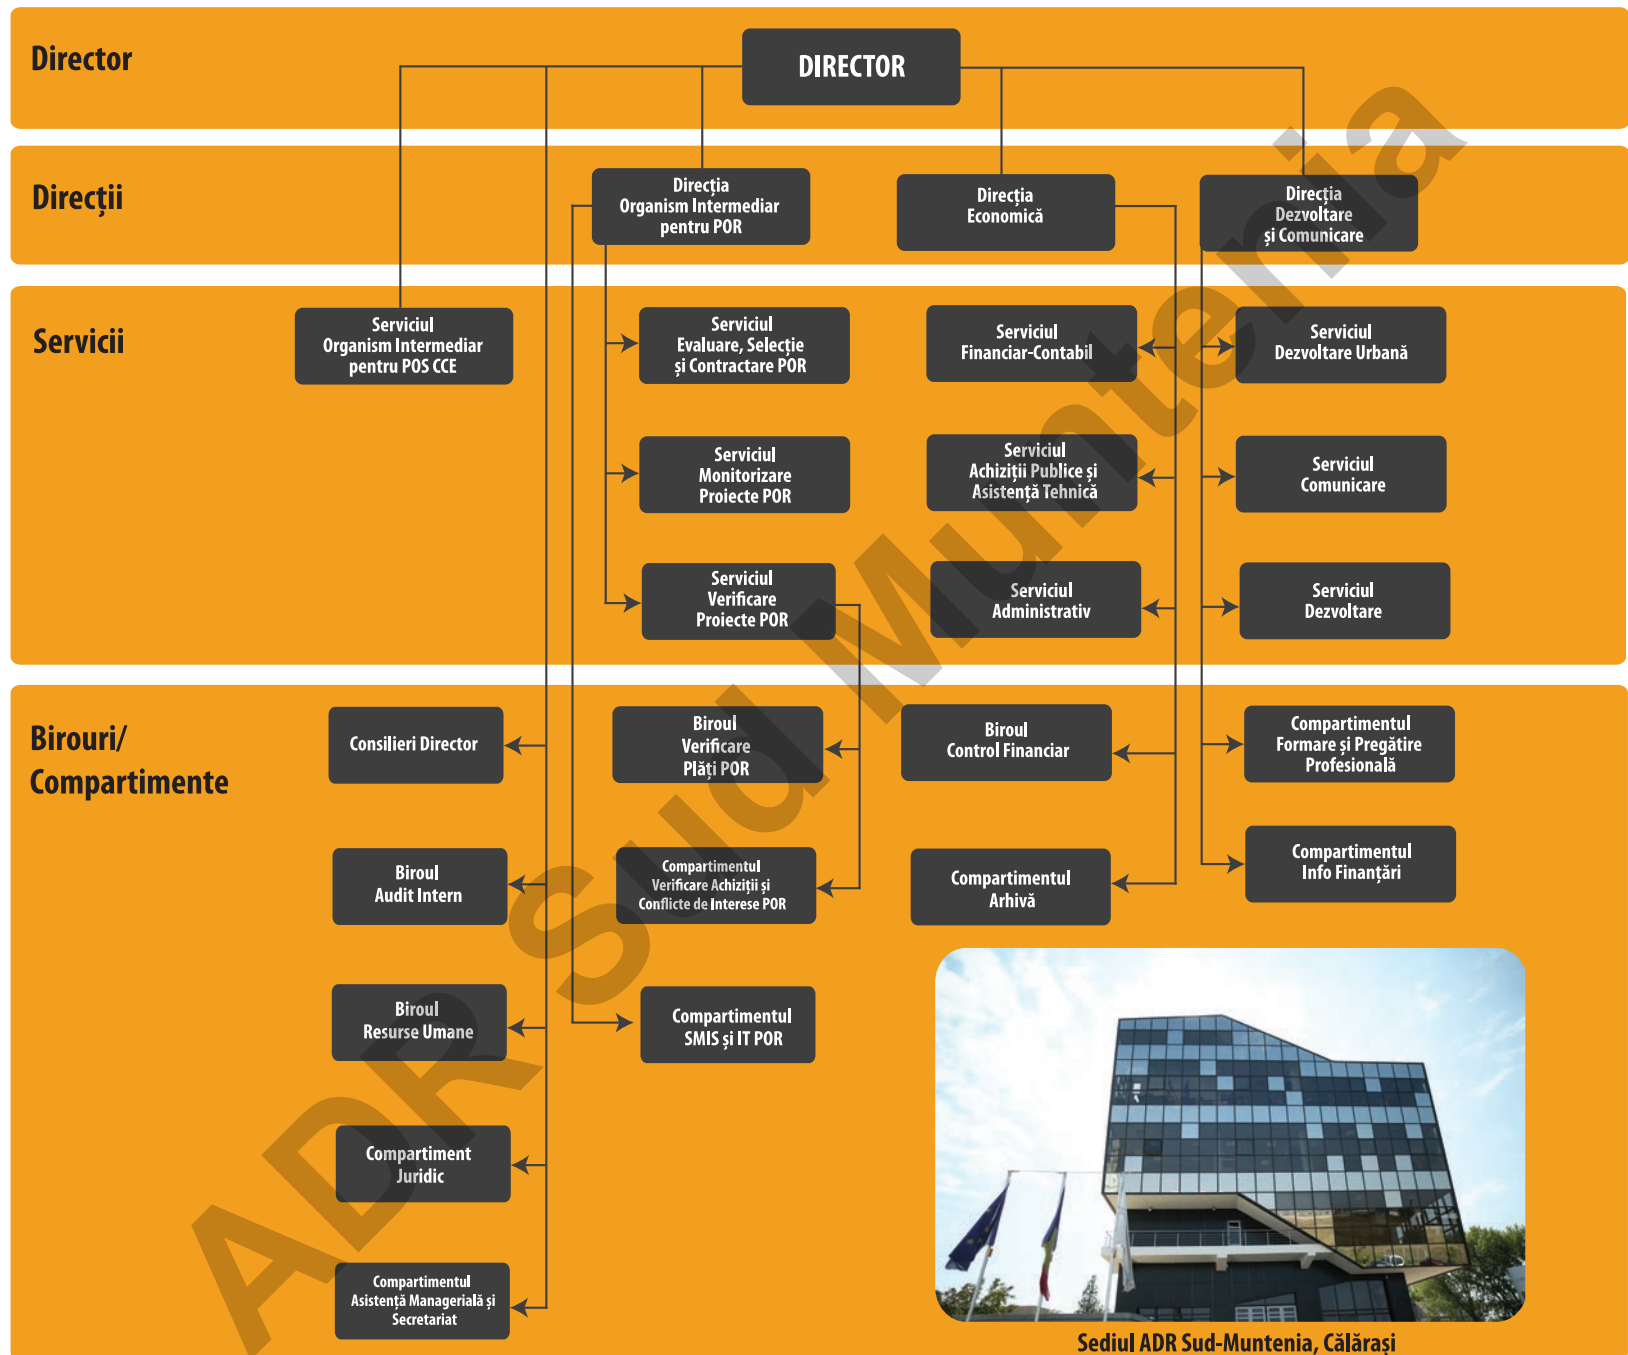 Director
DIRECTOR
Direcții
Direcția
Organism Intermediar
pentru POR
Direcția
Economică
Direcția
Dezvoltare
și Comunicare
Servicii
Serviciul
Organism Intermediar
pentru POS CCE
Serviciul
Evaluare, Selecție
și Contractare POR
Serviciul
Financiar-Contabil
Serviciul
Dezvoltare Urbană
Serviciul
Monitorizare
Proiecte POR
Serviciul
Achiziții Publice și
Asistență Tehnică
Serviciul
Comunicare
Serviciul
Verificare
Proiecte POR
Serviciul
Administrativ
Serviciul
Dezvoltare
Birouri/
Compartimente
Consilieri Director
Biroul
Verificare
Plăți POR
Biroul
Control Financiar
Compartimentul
Formare și Pregătire
Profesională
Biroul
Audit Intern
Compartimentul
Verificare Achiziții și
Conflicte de Interese POR
Compartimentul
Arhivă
Compartimentul
Info Finanțări
Biroul
Resurse Umane
Compartimentul
SMIS și IT POR
Compartiment
Juridic
Compartimentul
Asistență Managerială și
Secretariat
Sediul ADR Sud-Muntenia, Călărași
ADR Sud Muntenia